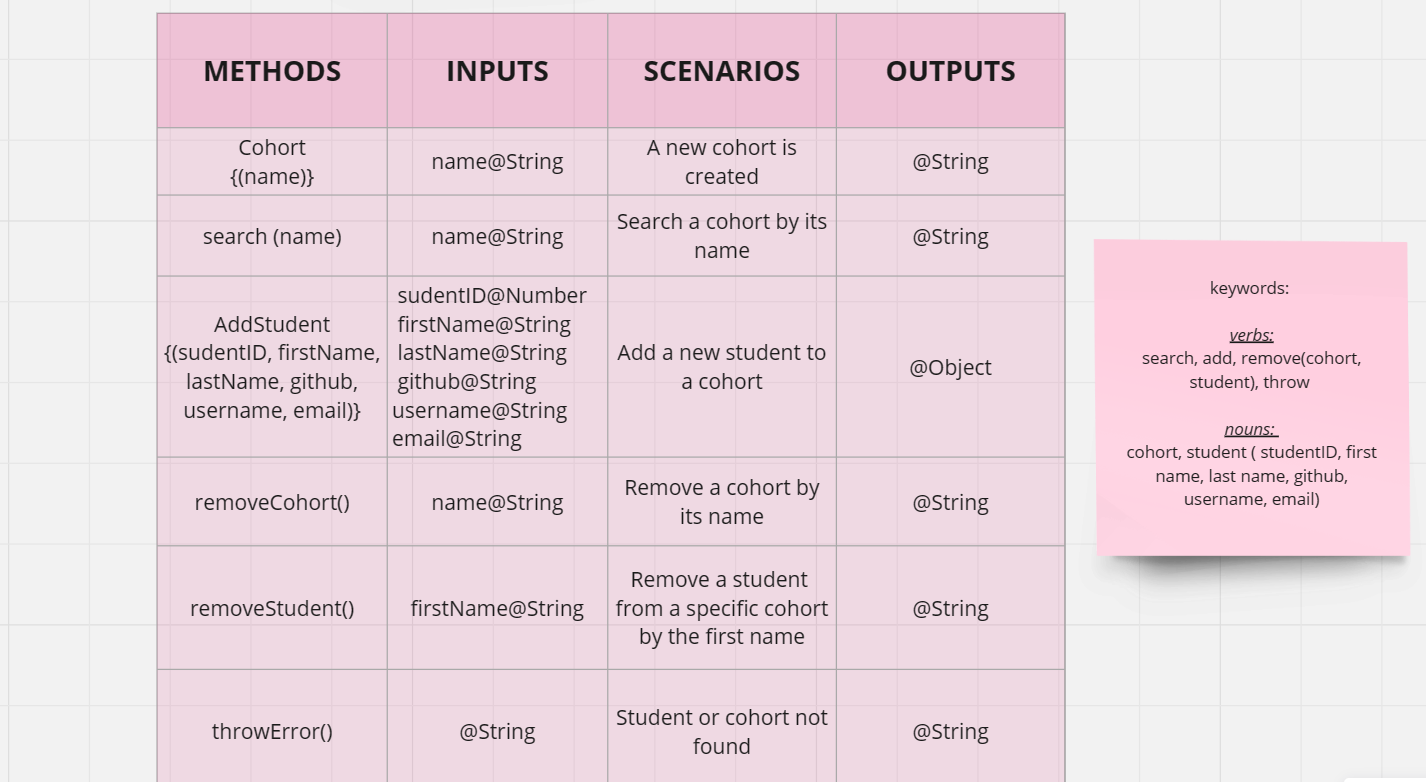 METHODS INPUTS SCENARIOS OUTPUTS
Cohort
{(name)}
name@String
A new cohort is
created
@String
search (name)
name@String
Search a cohort by its
name
@String
AddStudent
{(sudentID, firstName,
lastName, github,
username, email)}
sudentID@Number
firstName@String
lastName@String
github@String
username@String
email@String
Add a new student to
a cohort
@Object
removeCohort()
name@String
Remove a cohort by
its name
@String
removeStudent()
firstName@String
Remove a student
from a specific cohort
by the first name
@String
throwError()
@String
Student or cohort not
found
@String
keywords:
verbs:
search, add, remove(cohort,
student), throw
nouns:
cohort, student ( studentID, first
name, last name, github,
username, email)